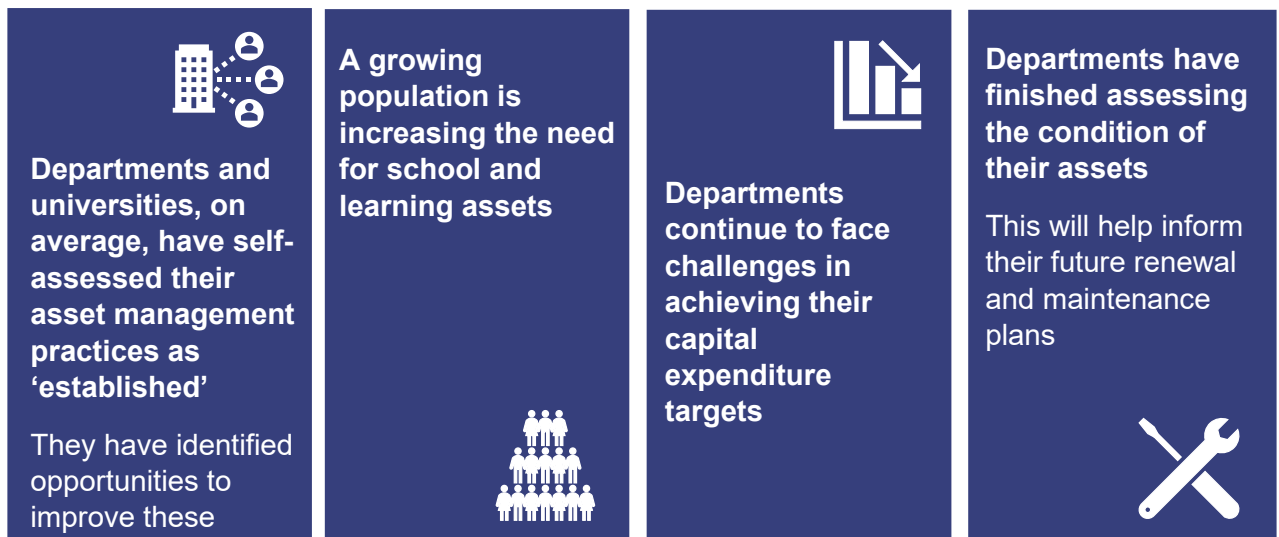 Departments and
universities, on
average, have self-
assessed their
asset management
practices as
‘established’
They have identified
opportunities to
improve these
A growing
population is
increasing the need
for school and
learning assets
Departments
continue to face
challenges in
achieving their
capital
expenditure
targets
Departments have
finished assessing
the condition of
their assets
This will help inform
their future renewal
and maintenance
plans